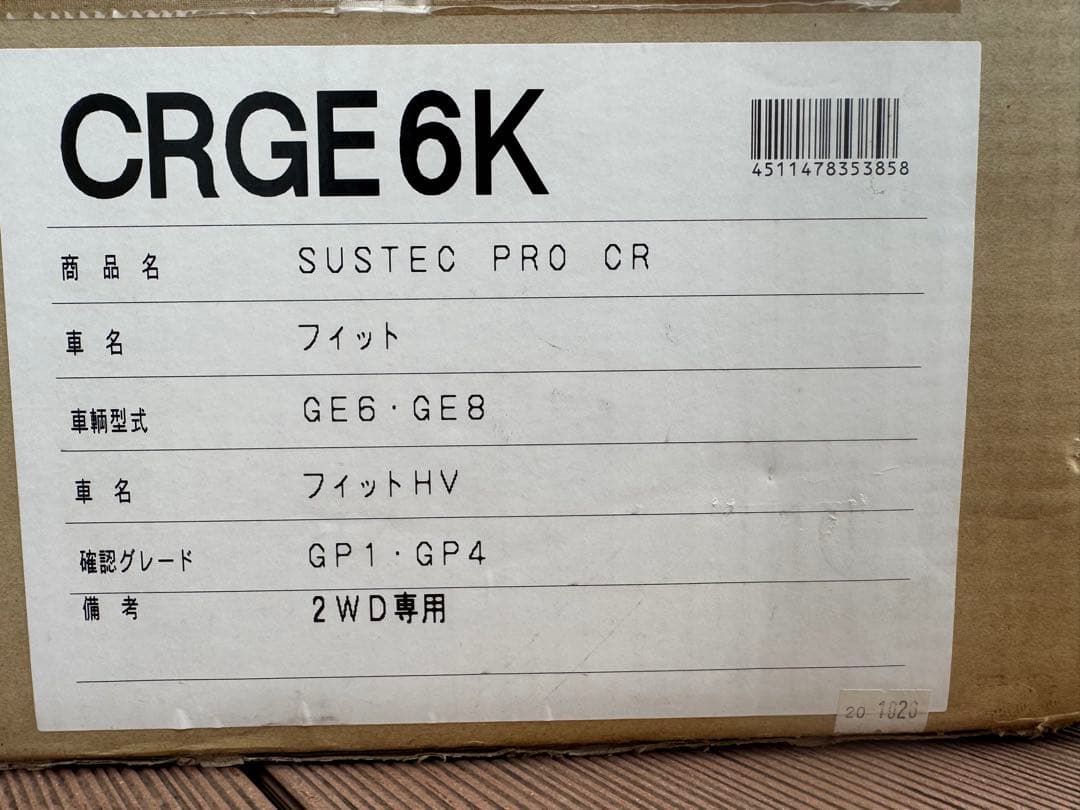 CRGE6K
4511478353858
商品名 SUSTEC PRO CR
車名 フィット
車輌型式 GE6・GE8
車名 フィットHV
確認グレード GP1・GP4
備考 2WD専用
20 1020